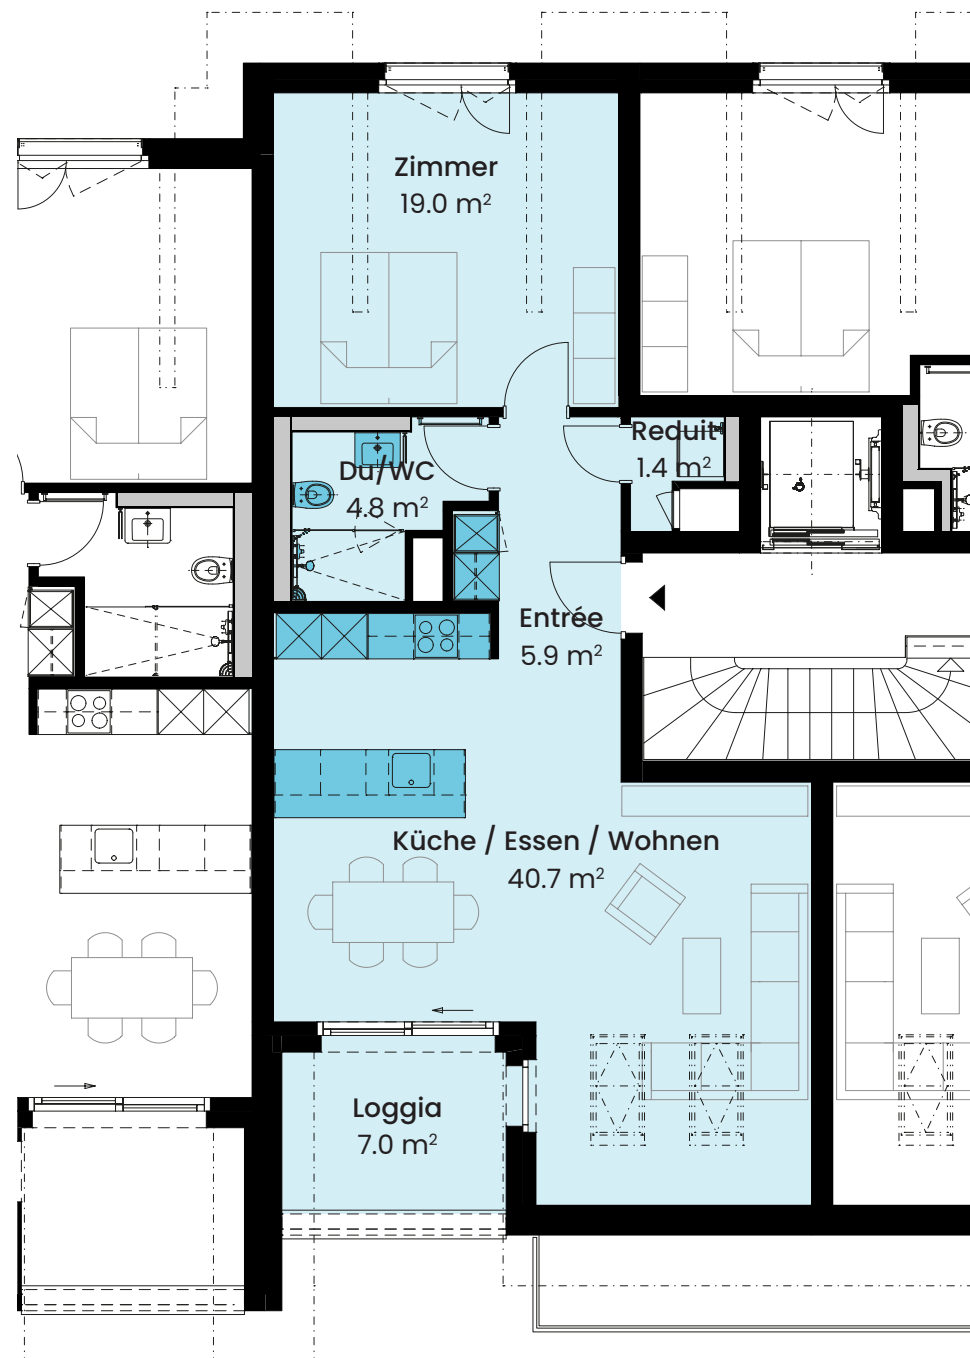 Zimmer
19.0 m²
Reduit
1.4 m²
Du/WC
4.8 m²
Entrée
5.9 m²
Küche / Essen / Wohnen
40.7 m²
Loggia
7.0 m²